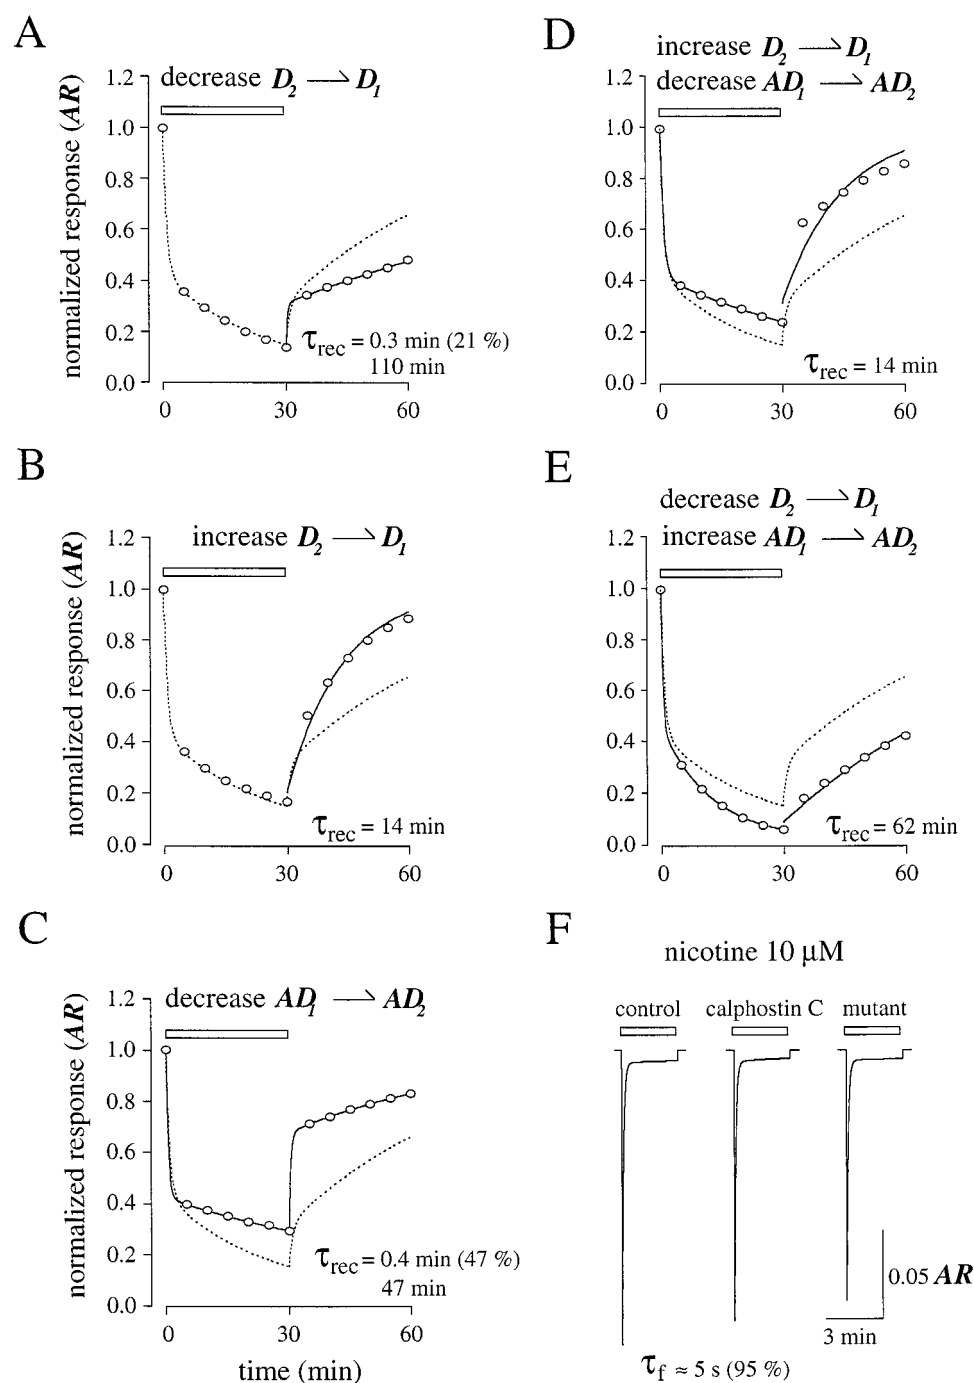 A
decrease D2 ⇀ D1
normalized response (AR)
1.2
1.0
0.8
0.6
0.4
0.2
0.0
τrec = 0.3 min (21 %)
110 min
0 30 60
B
increase D2 ⇀ D1
normalized response (AR)
1.2
1.0
0.8
0.6
0.4
0.2
0.0
τrec = 14 min
0 30 60
C
decrease AD1 ⇀ AD2
normalized response (AR)
1.2
1.0
0.8
0.6
0.4
0.2
0.0
τrec = 0.4 min (47 %)
47 min
0 30 60
time (min)
D
increase D2 ⇀ D1
decrease AD1 ⇀ AD2
1.2
1.0
0.8
0.6
0.4
0.2
0.0
τrec = 14 min
0 30 60
E
decrease D2 ⇀ D1
increase AD1 ⇀ AD2
1.2
1.0
0.8
0.6
0.4
0.2
0.0
τrec = 62 min
0 30 60
F
nicotine 10 µM
control calphostin C mutant
0.05 AR
3 min
τf ≈ 5 s (95 %)